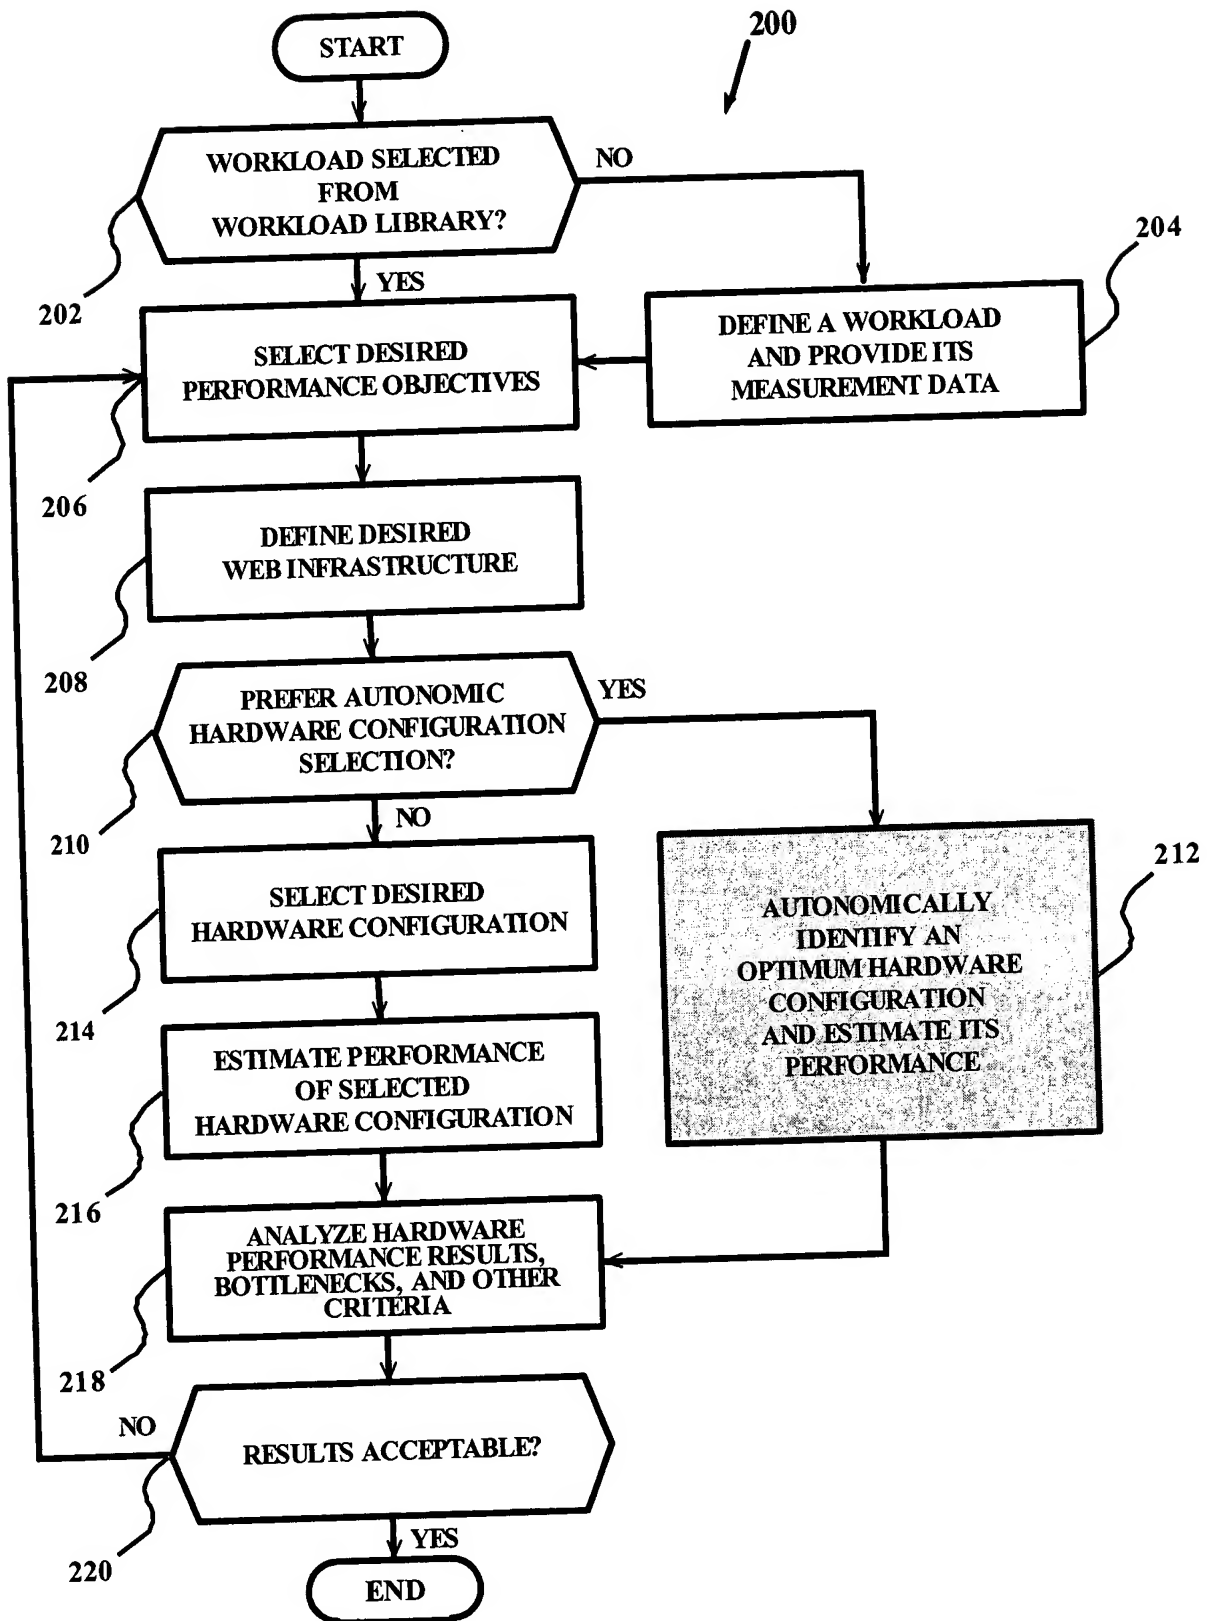 200
START
WORKLOAD SELECTED
FROM
WORKLOAD LIBRARY?
NO
YES
202
204
DEFINE A WORKLOAD
AND PROVIDE ITS
MEASUREMENT DATA
SELECT DESIRED
PERFORMANCE OBJECTIVES
206
DEFINE DESIRED
WEB INFRASTRUCTURE
208
PREFER AUTONOMIC
HARDWARE CONFIGURATION
SELECTION?
YES
NO
210
212
AUTONOMICALLY
IDENTIFY AN
OPTIMUM HARDWARE
CONFIGURATION
AND ESTIMATE ITS
PERFORMANCE
SELECT DESIRED
HARDWARE CONFIGURATION
214
ESTIMATE PERFORMANCE
OF SELECTED
HARDWARE CONFIGURATION
216
ANALYZE HARDWARE
PERFORMANCE RESULTS,
BOTTLENECKS, AND OTHER
CRITERIA
218
NO
RESULTS ACCEPTABLE?
YES
220
END